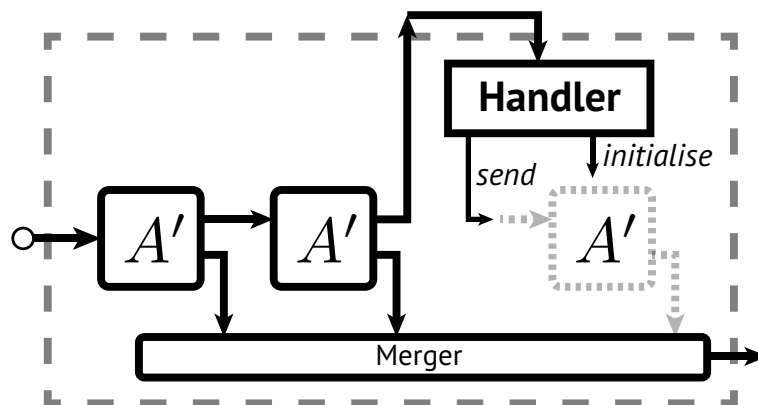 Handler
send
initialise
A′
A′
A′
Merger